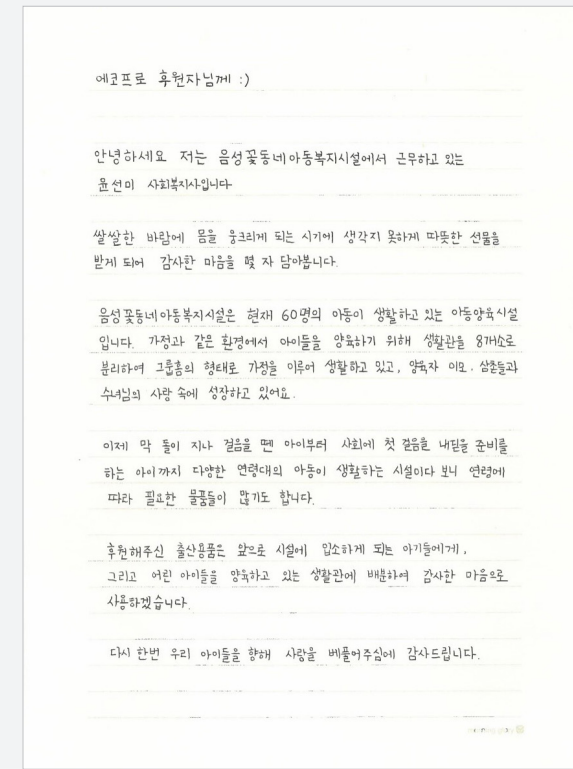 에코프로 후원자님께 :)
안녕하세요 저는 음성꽃동네아동복지시설에서 근무하고 있는
윤선미 사회복지사입니다
쌀쌀한 바람에 몸을 웅크리게 되는 시기에 생각지 못하게 따뜻한 선물을
받게 되어 감사한 마음을 몇 자 담아봅니다.
음성꽃동네아동복지시설은 현재 60명의 아동이 생활하고 있는 아동양육시설
입니다. 가정과 같은 환경에서 아이들을 양육하기 위해 생활관을 8개소로
분리하여 그룹홈의 형태로 가정을 이루어 생활하고 있고, 양육자 이모. 삼촌들과
수녀님의 사랑 속에 성장하고 있어요.
이제 막 돌이 지나 걸음을 뗀 아이부터 사회에 첫 걸음을 내딛을 준비를
하는 아이까지 다양한 연령대의 아동이 생활하는 시설이다 보니 연령에
따라 필요한 물품들이 많기도 합니다.
후원해주신 출산용품은 앞으로 시설에 입소하게 되는 아기들에게,
그리고 어린 아이들을 양육하고 있는 생활관에 배분하여 감사한 마음으로
사용하겠습니다.
다시 한번 우리 아이들을 향해 사랑을 베풀어주심에 감사드립니다.